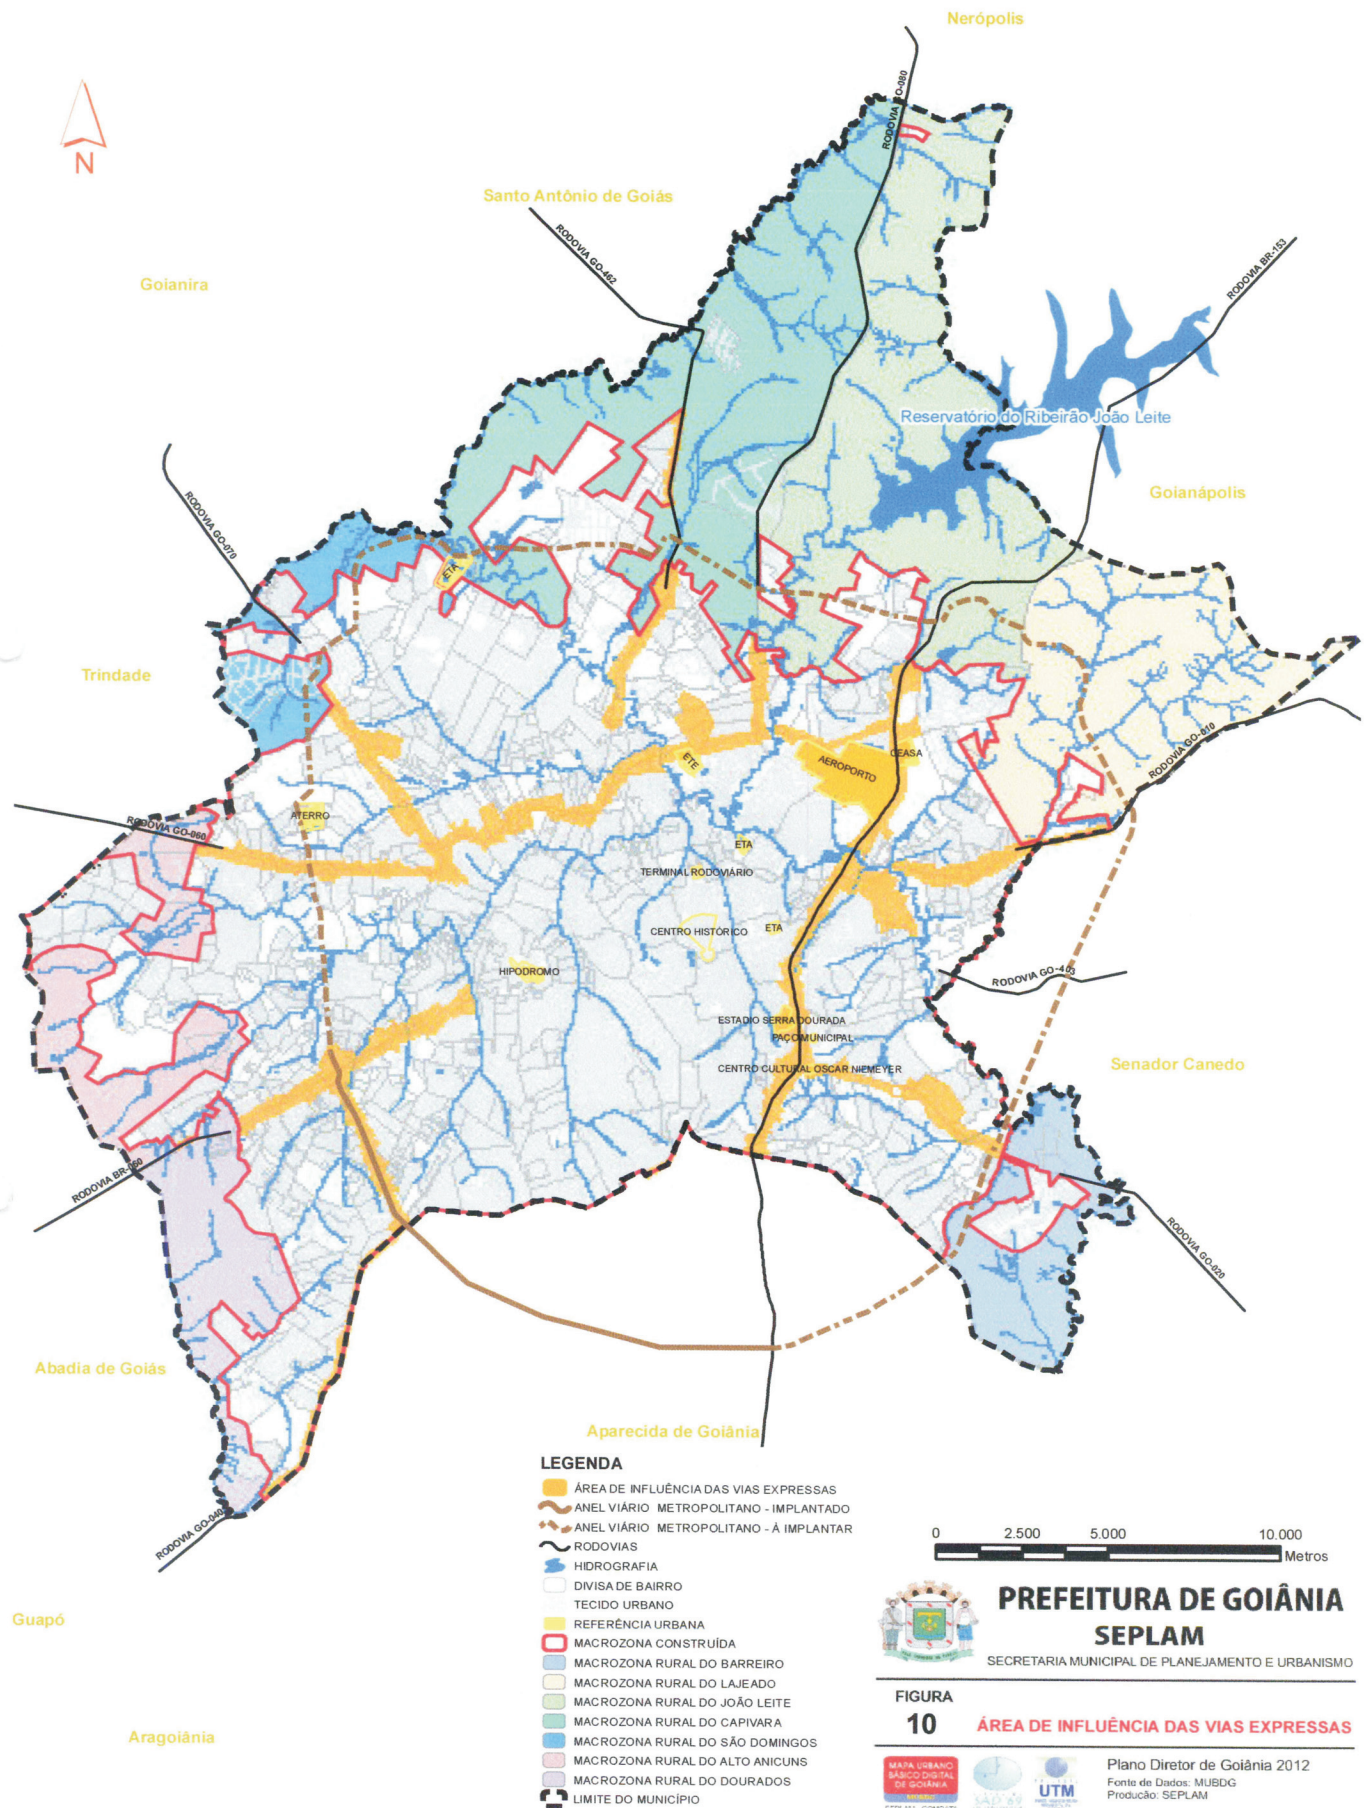 Nerópolis
RODOVIA GO-080
N
Santo Antônio de Goiás
RODOVIA GO-462
RODOVIA BR-153
Goianira
Reservatório do Ribeirão João Leite
Goianápolis
RODOVIA GO-070
ETA
Trindade
RODOVIA GO-010
CEASA
ETE
AEROPORTO
ATERRO
RODOVIA GO-060
ETA
TERMINAL RODOVIÁRIO
CENTRO HISTÓRICO
ETA
HIPODROMO
RODOVIA GO-403
ESTADIO SERRA DOURADA
PAÇO MUNICIPAL
CENTRO CULTURAL OSCAR NIEMEYER
Senador Canedo
RODOVIA BR-060
RODOVIA GO-020
Abadia de Goiás
Aparecida de Goiânia
RODOVIA GO-040
Guapó
Aragoiânia
LEGENDA
ÁREA DE INFLUÊNCIA DAS VIAS EXPRESSAS
ANEL VIÁRIO METROPOLITANO - IMPLANTADO
ANEL VIÁRIO METROPOLITANO - À IMPLANTAR
RODOVIAS
HIDROGRAFIA
DIVISA DE BAIRRO
TECIDO URBANO
REFERÊNCIA URBANA
MACROZONA CONSTRUÍDA
MACROZONA RURAL DO BARREIRO
MACROZONA RURAL DO LAJEADO
MACROZONA RURAL DO JOÃO LEITE
MACROZONA RURAL DO CAPIVARA
MACROZONA RURAL DO SÃO DOMINGOS
MACROZONA RURAL DO ALTO ANICUNS
MACROZONA RURAL DO DOURADOS
LIMITE DO MUNICÍPIO
0 2.500 5.000 10.000
Metros
PREFEITURA DE GOIÂNIA
SEPLAM
SECRETARIA MUNICIPAL DE PLANEJAMENTO E URBANISMO
FIGURA
10 ÁREA DE INFLUÊNCIA DAS VIAS EXPRESSAS
MAPA URBANO
BÁSICO DIGITAL
DE GOIÂNIA
SAD 69
UTM
Plano Diretor de Goiânia 2012
Fonte de Dados: MUBDG
Produção: SEPLAM